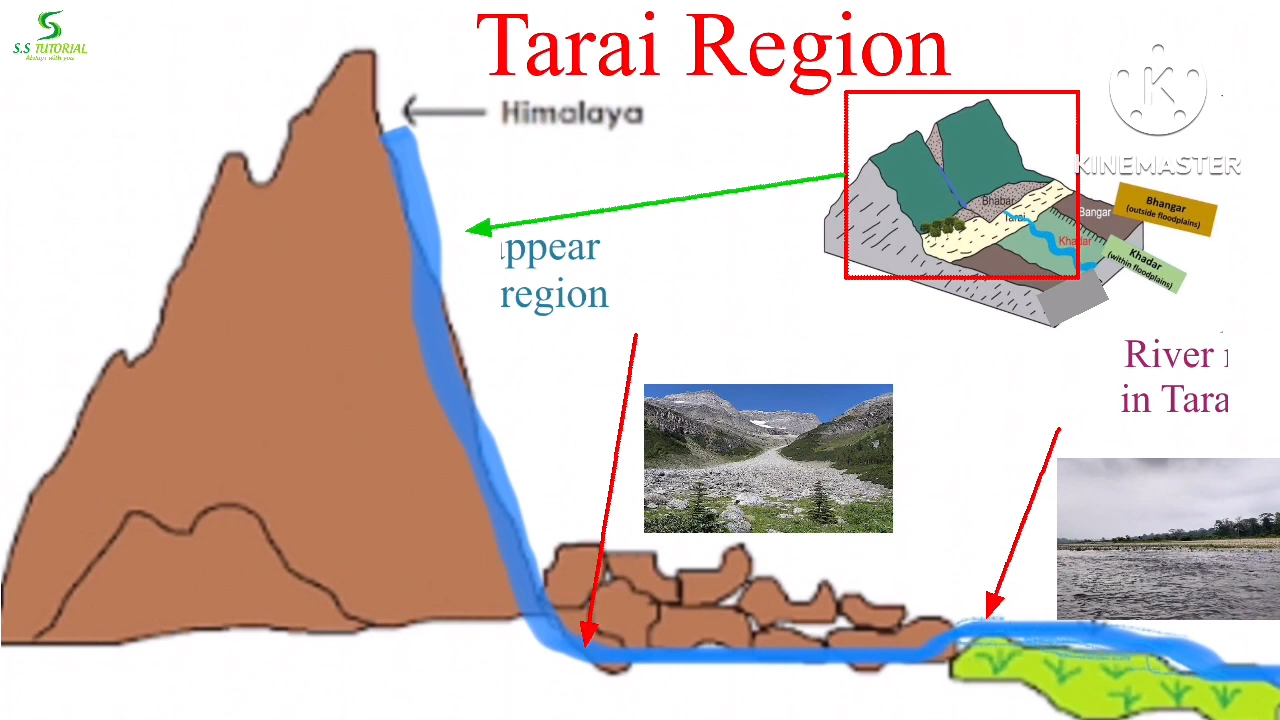 S.S TUTORIAL
Always with you
Tarai Region
Himalaya
KINEMASTER
Bhabar
Tarai
Bangar
Khadar
Bhangar
(outside floodplains)
Khadar
(within floodplains)
ppear
region
River
in Tara